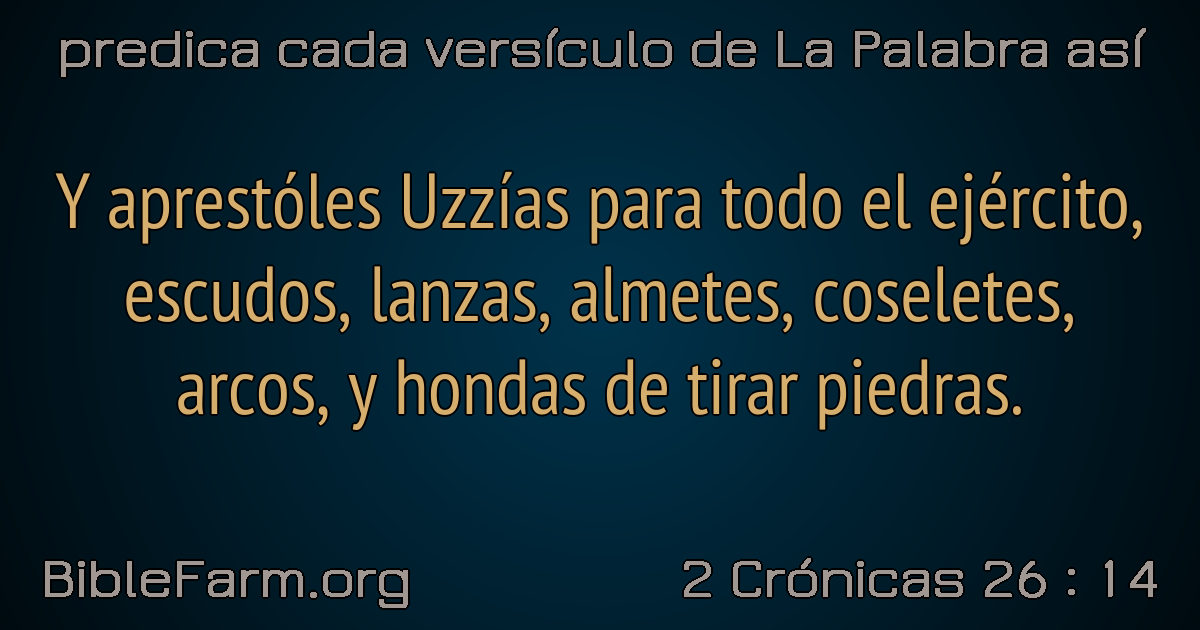 predica cada versículo de La Palabra así
Y aprestóles Uzzías para todo el ejército,
escudos, lanzas, almetes, coseletes,
arcos, y hondas de tirar piedras.
BibleFarm.org
2 Crónicas 26 : 14